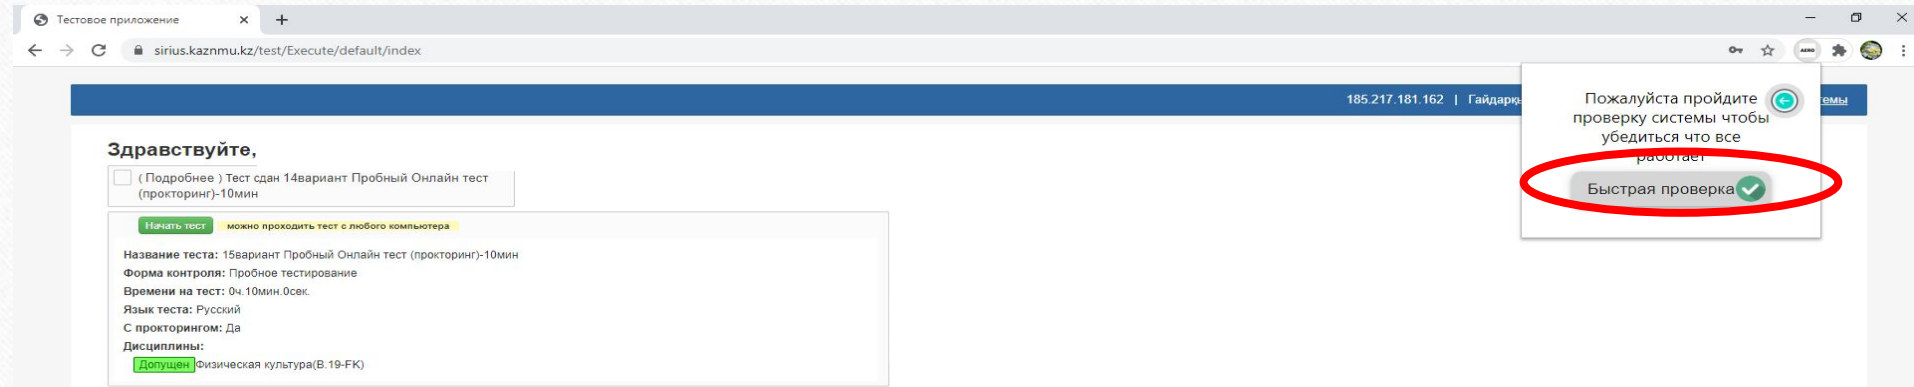 Тестовое приложение
sirius.kaznmu.kz/test/Execute/default/index
AERO
185.217.181.162 | темы
Пожалуйста пройдите
проверку системы чтобы
убедиться что все
работает
Быстрая проверка
Здравствуйте,
( Подробнее ) Тест сдан 14вариант Пробный Онлайн тест
(прокторинг)-10мин
Начать тест можно проходить тест с любого компьютера
Название теста: 15вариант Пробный Онлайн тест (прокторинг)-10мин
Форма контроля: Пробное тестирование
Времени на тест: 0ч.10мин.0сек.
Язык теста: Русский
С прокторингом: Да
Дисциплины:
Допущен Физическая культура(B.19-FK)